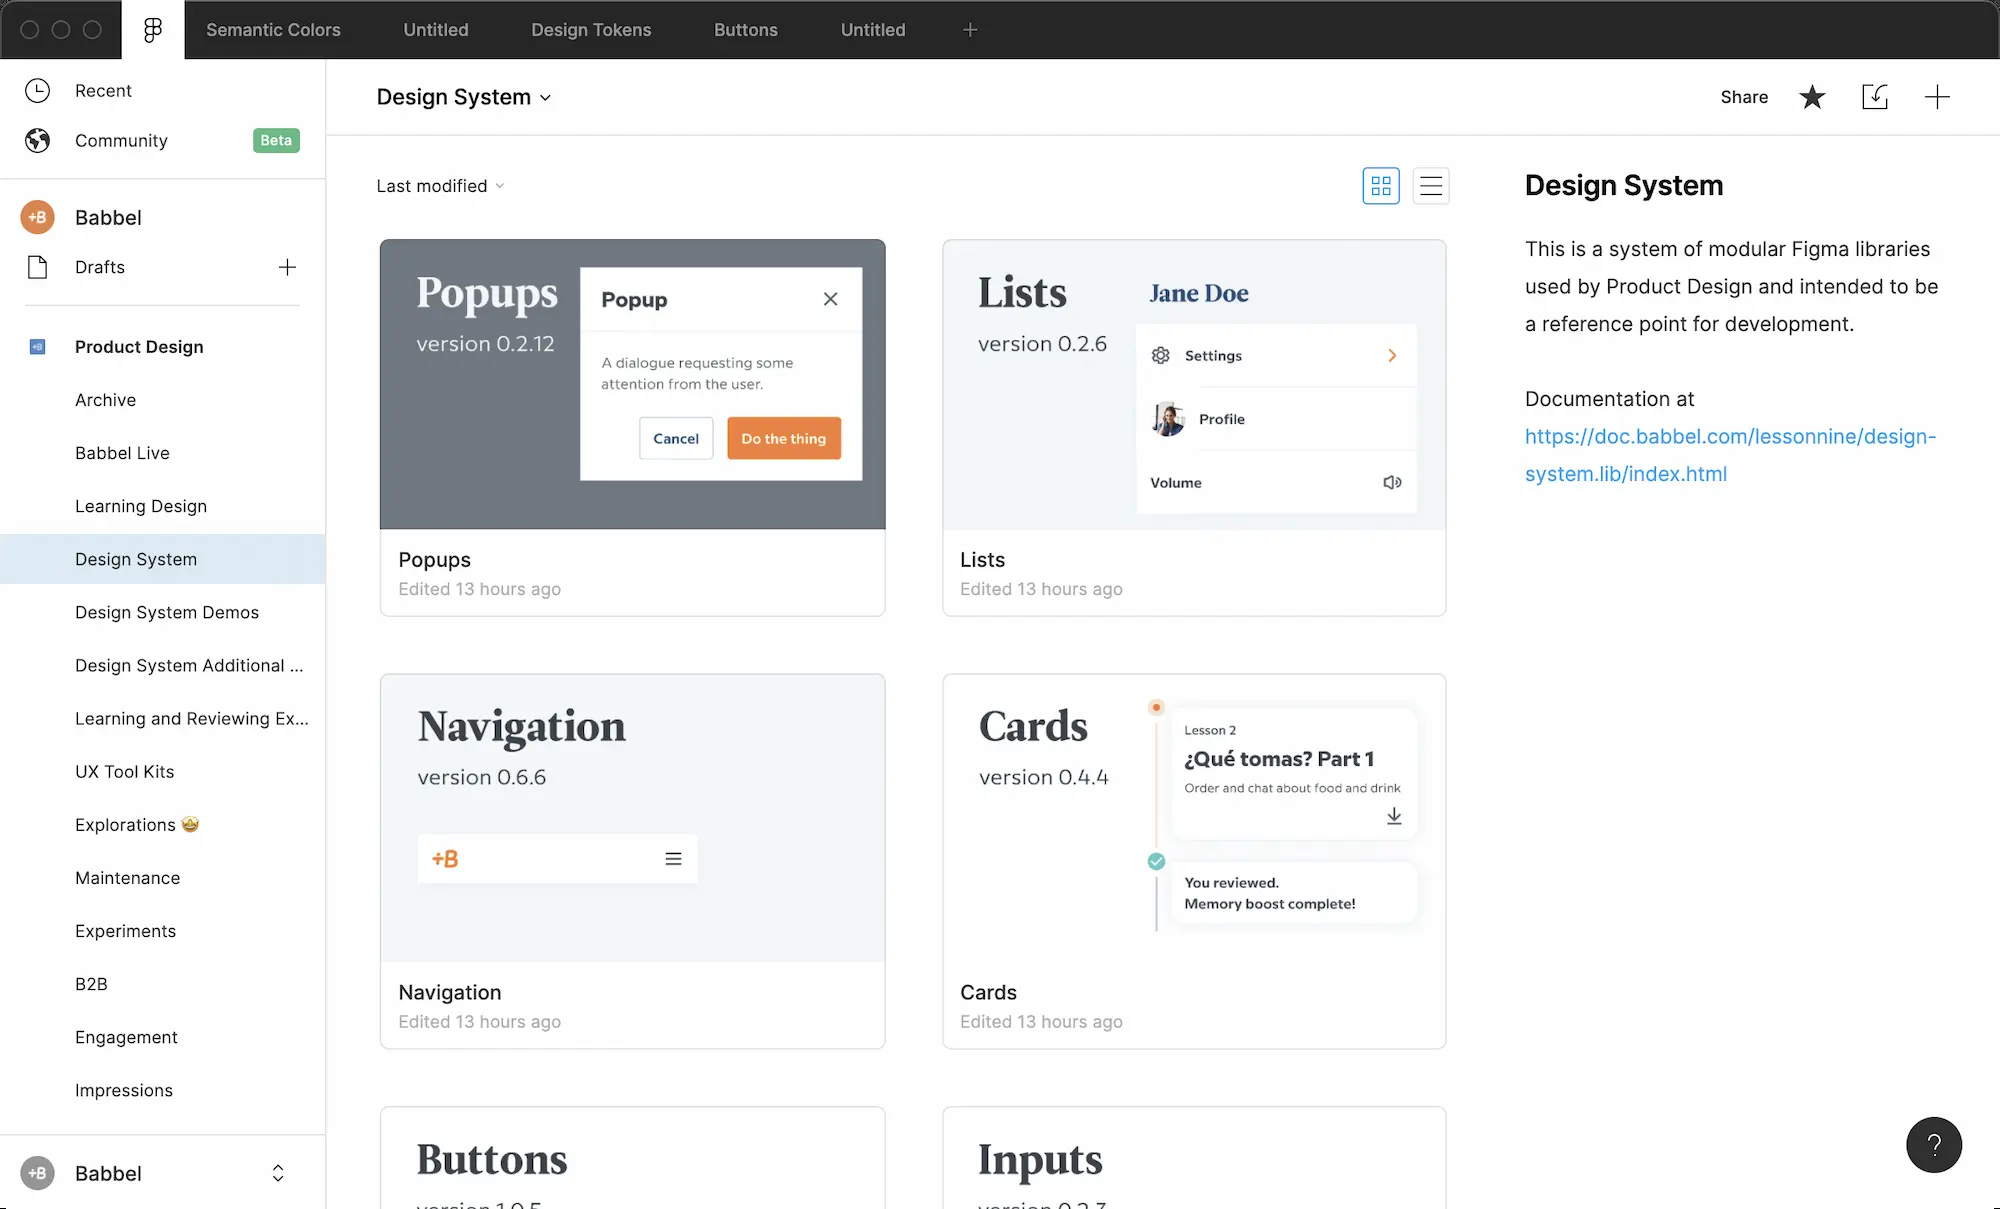 Semantic Colors
Untitled
Design Tokens
Buttons
Untitled
Recent
Community
Beta
+B
Babbel
Drafts
Product Design
Archive
Babbel Live
Learning Design
Design System
Design System Demos
Design System Additional ...
Learning and Reviewing Ex...
UX Tool Kits
Explorations 🤩
Maintenance
Experiments
B2B
Engagement
Impressions
+B
Babbel
Design System
Share
Last modified
Popups
version 0.2.12
Popup
A dialogue requesting some
attention from the user.
Cancel
Do the thing
Popups
Edited 13 hours ago
Lists
version 0.2.6
Jane Doe
Settings
Profile
Volume
Lists
Edited 13 hours ago
Navigation
version 0.6.6
+B
Navigation
Edited 13 hours ago
Cards
version 0.4.4
Lesson 2
¿Qué tomas? Part 1
Order and chat about food and drink
You reviewed.
Memory boost complete!
Cards
Edited 13 hours ago
Buttons
version 1.0.5
Inputs
version 0.2.3
Design System
This is a system of modular Figma libraries
used by Product Design and intended to be
a reference point for development.
Documentation at
https://doc.babbel.com/lessonnine/design-
system.lib/index.html
?